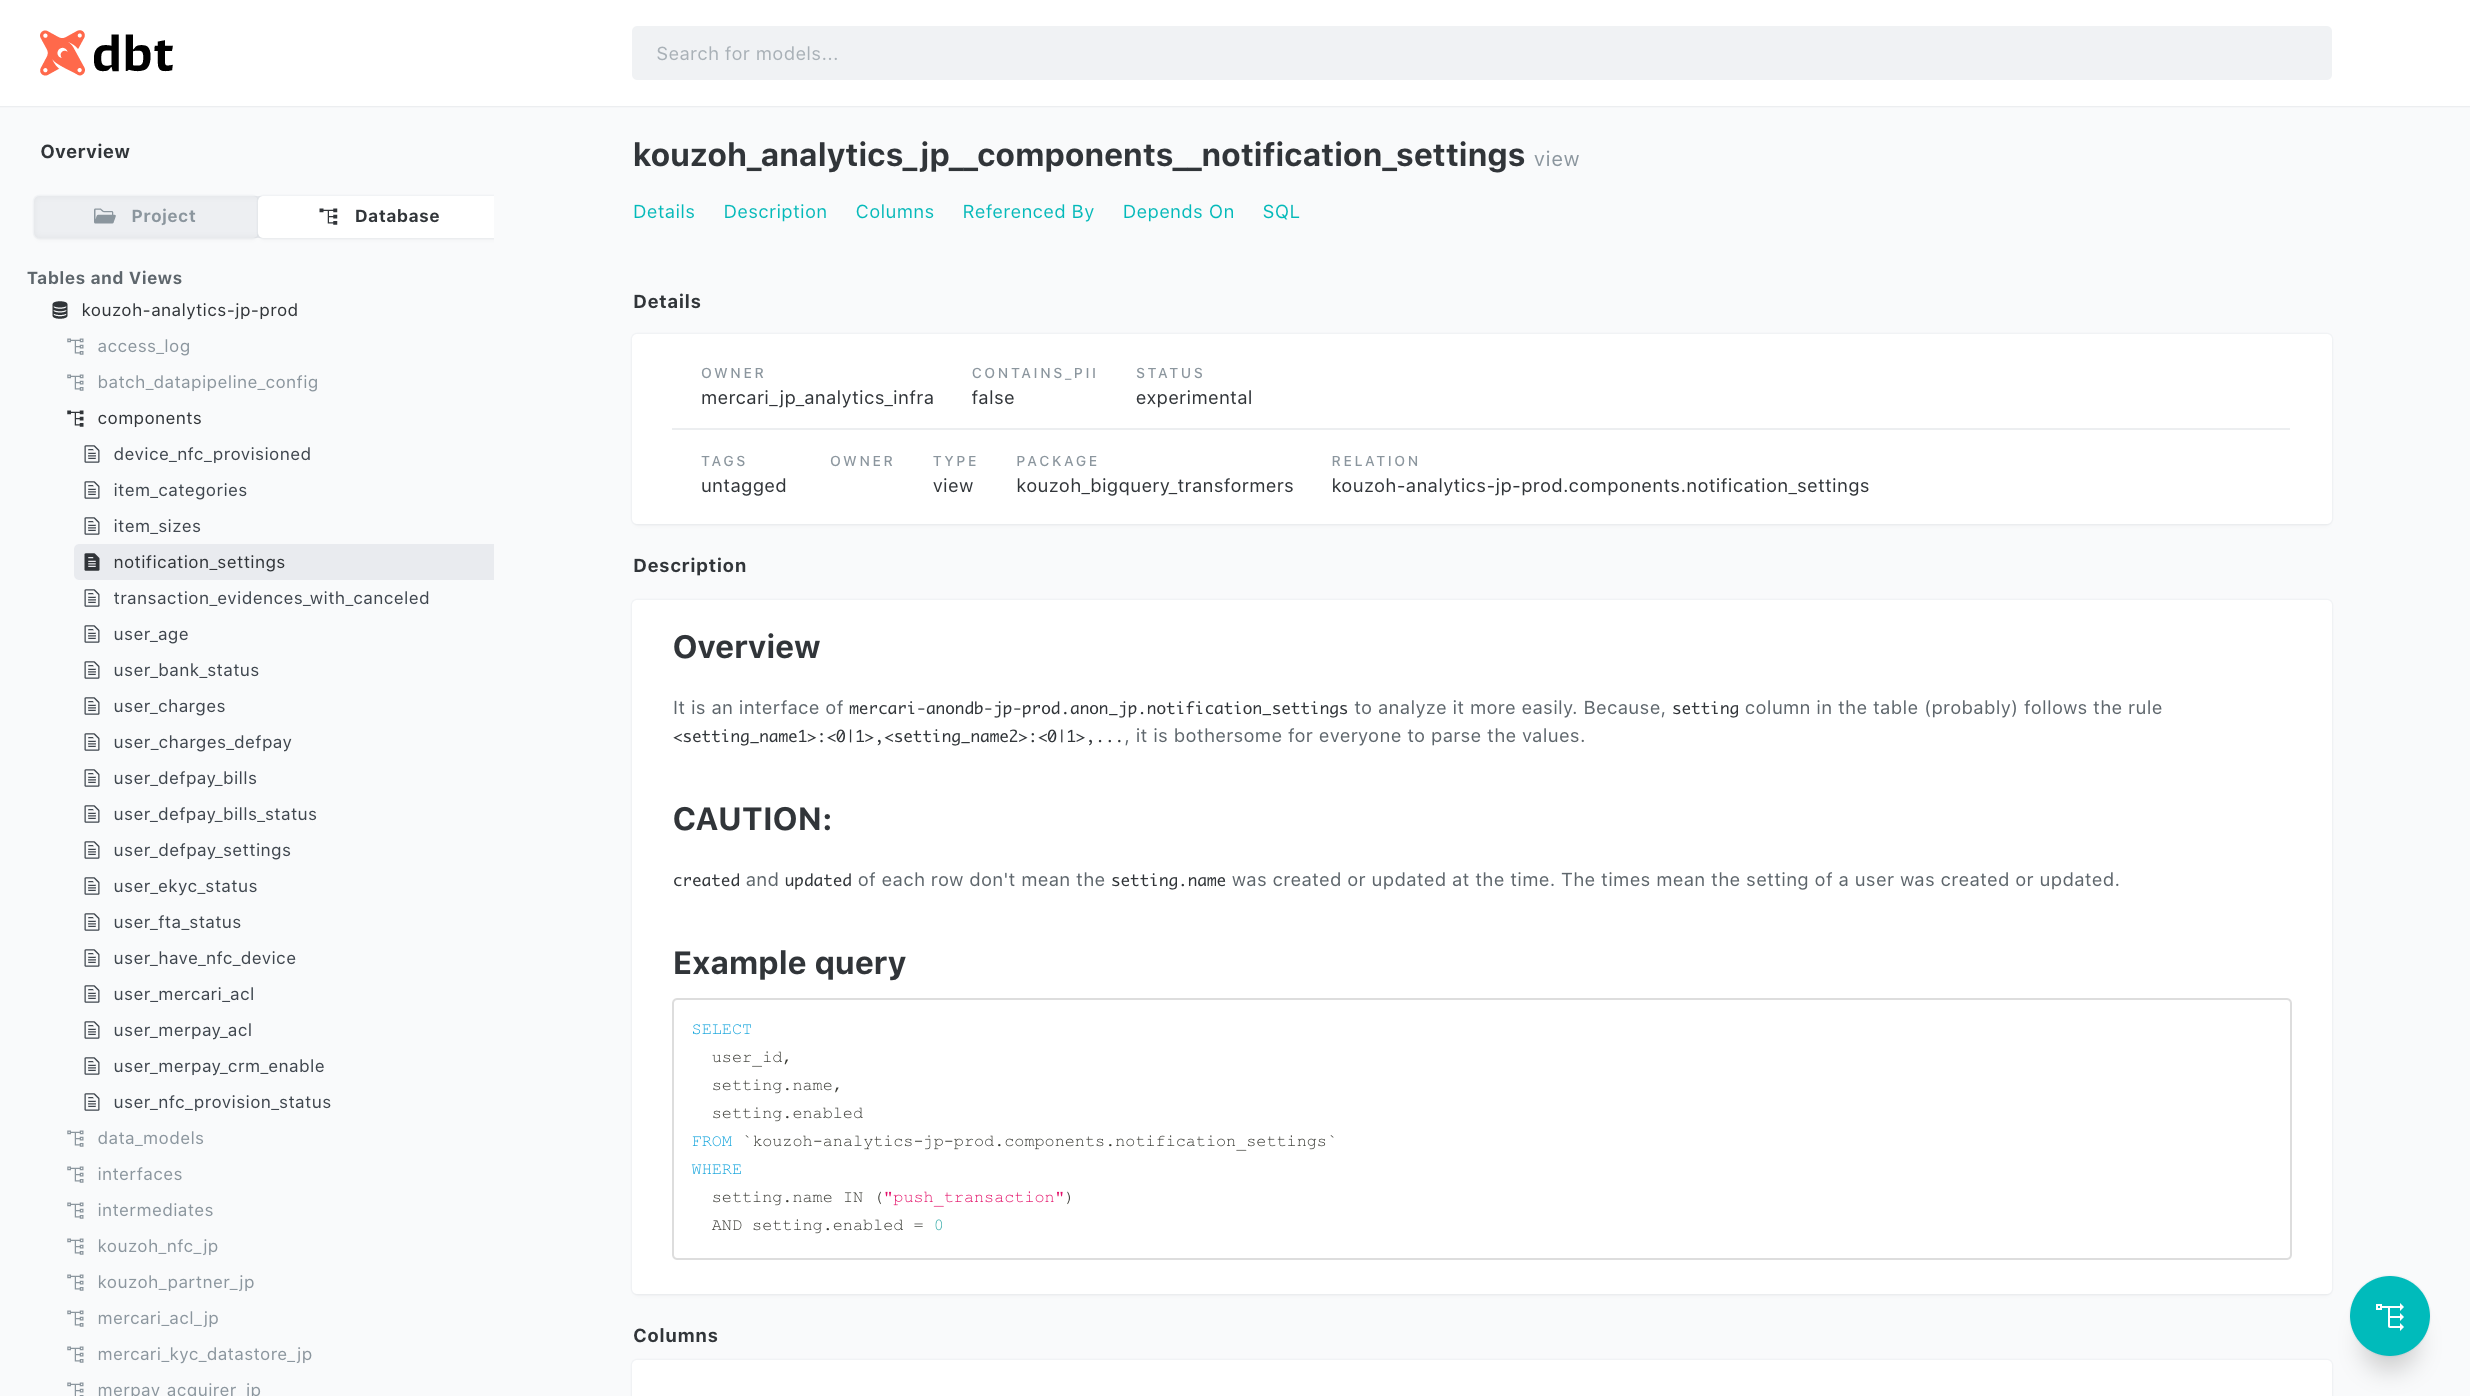 dbt
Search for models...
Overview
Project
Database
Tables and Views
kouzoh-analytics-jp-prod
access_log
batch_datapipeline_config
components
device_nfc_provisioned
item_categories
item_sizes
notification_settings
transaction_evidences_with_canceled
user_age
user_bank_status
user_charges
user_charges_defpay
user_defpay_bills
user_defpay_bills_status
user_defpay_settings
user_ekyc_status
user_fta_status
user_have_nfc_device
user_mercari_acl
user_merpay_acl
user_merpay_crm_enable
user_nfc_provision_status
data_models
interfaces
intermediates
kouzoh_nfc_jp
kouzoh_partner_jp
mercari_acl_jp
mercari_kyc_datastore_jp
merpay_acquirer_jp
kouzoh_analytics_jp__components__notification_settings view
Details Description Columns Referenced By Depends On SQL
Details
OWNER CONTAINS_PII STATUS
mercari_jp_analytics_infra false experimental
TAGS OWNER TYPE PACKAGE RELATION
untagged view kouzoh_bigquery_transformers kouzoh-analytics-jp-prod.components.notification_settings
Description
Overview
It is an interface of mercari-anondb-jp-prod.anon_jp.notification_settings to analyze it more easily. Because, setting column in the table (probably) follows the rule
<setting_name1>:<0|1>,<setting_name2>:<0|1>,..., it is bothersome for everyone to parse the values.
CAUTION:
created and updated of each row don't mean the setting.name was created or updated at the time. The times mean the setting of a user was created or updated.
Example query
SELECT
user_id,
setting.name,
setting.enabled
FROM `kouzoh-analytics-jp-prod.components.notification_settings`
WHERE
setting.name IN ("push_transaction")
AND setting.enabled = 0
Columns